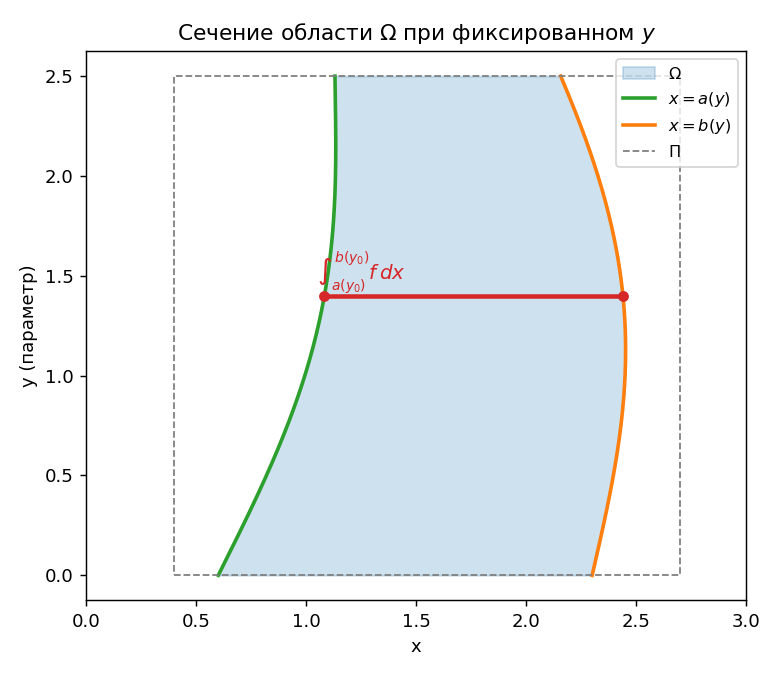 Сечение области Ω при фиксированном y
Ω
x = a(y)
x = b(y)
Π
∫_{a(y₀)}^{b(y₀)} f dx
y (параметр)
2.5
2.0
1.5
1.0
0.5
0.0
0.0 0.5 1.0 1.5 2.0 2.5 3.0
x